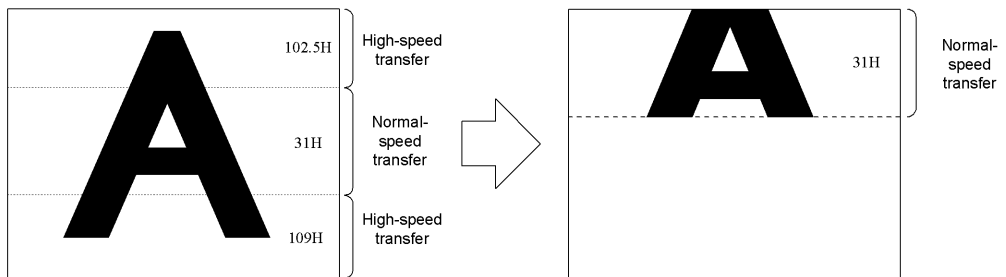 102.5H
High-speed
transfer
31H
Normal-
speed
transfer
109H
High-speed
transfer
A
31H
Normal-
speed
transfer